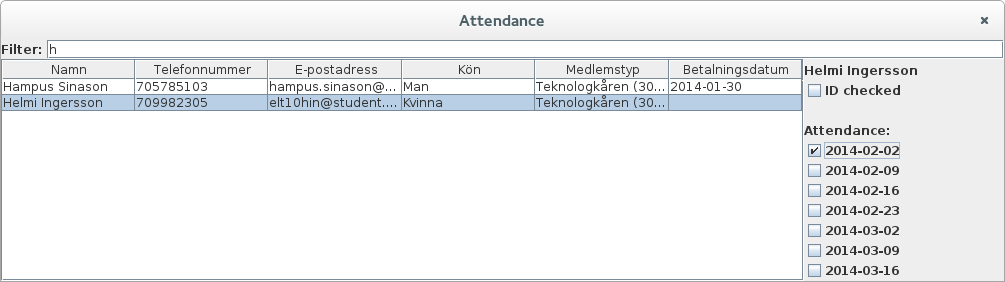 Attendance
Filter: h
Namn Telefonnummer E-postadress Kön Medlemstyp Betalningsdatum
Hampus Sinason 705785103 hampus.sinason@... Man Teknologkåren (30... 2014-01-30
Helmi Ingersson 709982305 elt10hin@student.... Kvinna Teknologkåren (30...
Helmi Ingersson
ID checked
Attendance:
2014-02-02
2014-02-09
2014-02-16
2014-02-23
2014-03-02
2014-03-09
2014-03-16